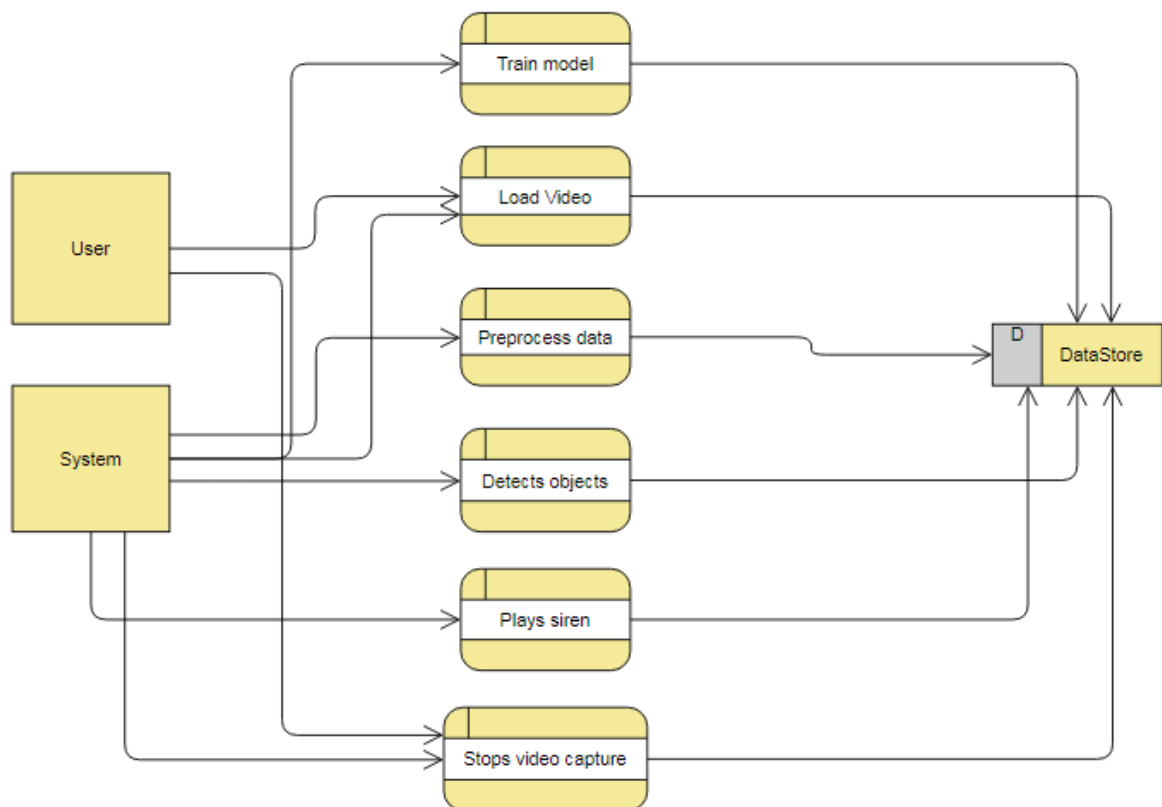 Train model
Load Video
User
Preprocess data
D
DataStore
System
Detects objects
Plays siren
Stops video capture